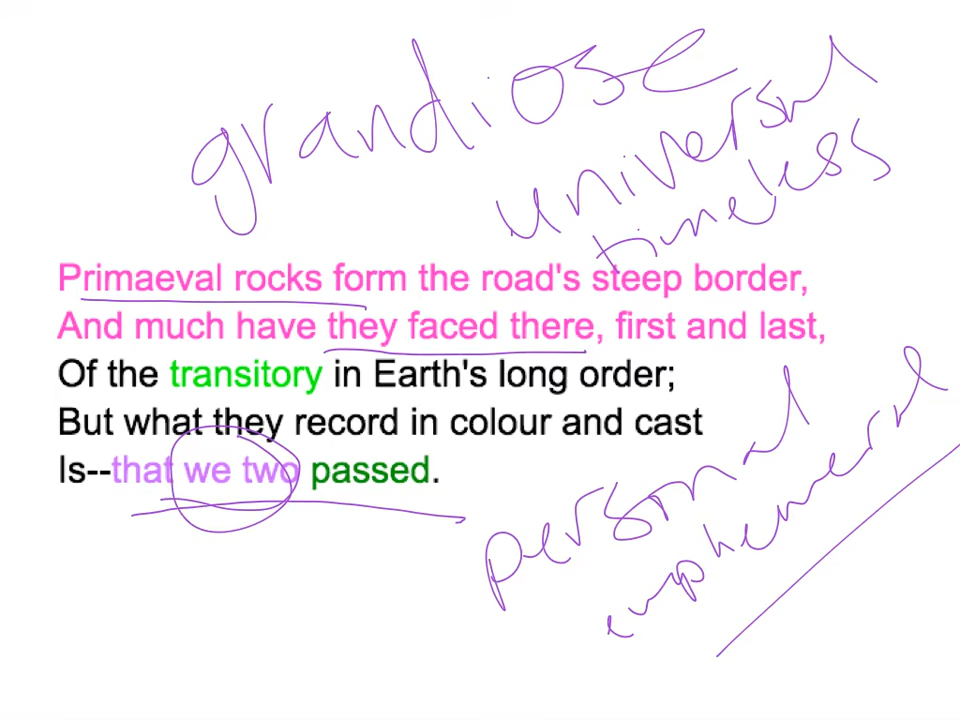 grandiose
universal
timeless
Primaeval rocks form the road's steep border,
And much have they faced there, first and last,
Of the transitory in Earth's long order;
But what they record in colour and cast
Is--that we two passed.
personal
emphemeral